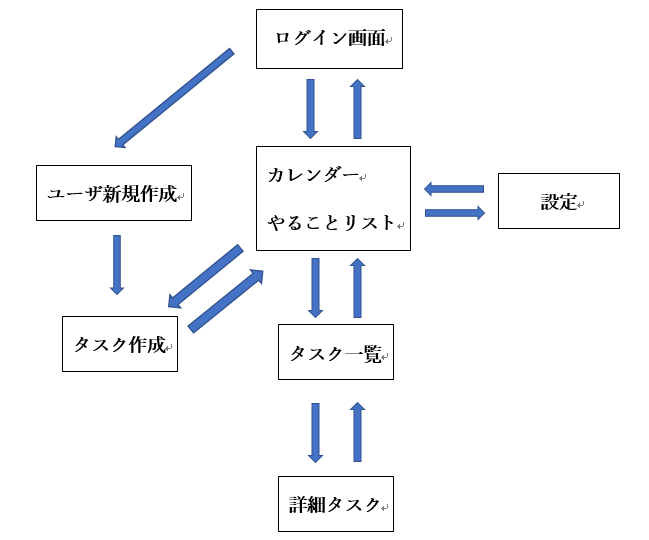 ログイン画面
ユーザ新規作成
カレンダー
やることリスト
設定
タスク作成
タスク一覧
詳細タスク